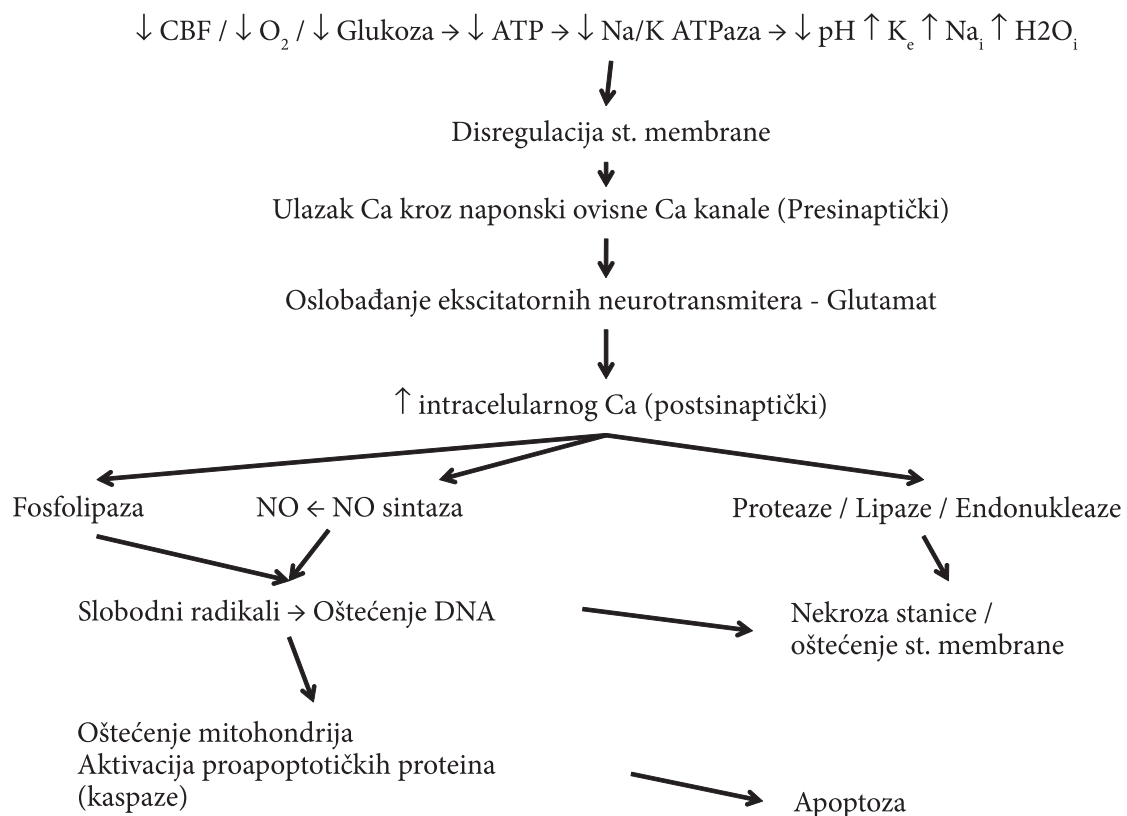 ↓ CBF / ↓ O₂ / ↓ Glukoza → ↓ ATP → ↓ Na/K ATPaza → ↓ pH ↑ Kₑ ↑ Naᵢ ↑ H2Oᵢ
Disregulacija st. membrane
Ulazak Ca kroz naponski ovisne Ca kanale (Presinaptički)
Oslobađanje ekscitatornih neurotransmitera - Glutamat
↑ intracelularnog Ca (postsinaptički)
Fosfolipaza
NO ← NO sintaza
Proteaze / Lipaze / Endonukleaze
Slobodni radikali → Oštećenje DNA
Nekroza stanice /
oštećenje st. membrane
Oštećenje mitohondrija
Aktivacija proapoptotičkih proteina
(kaspaze)
Apoptoza